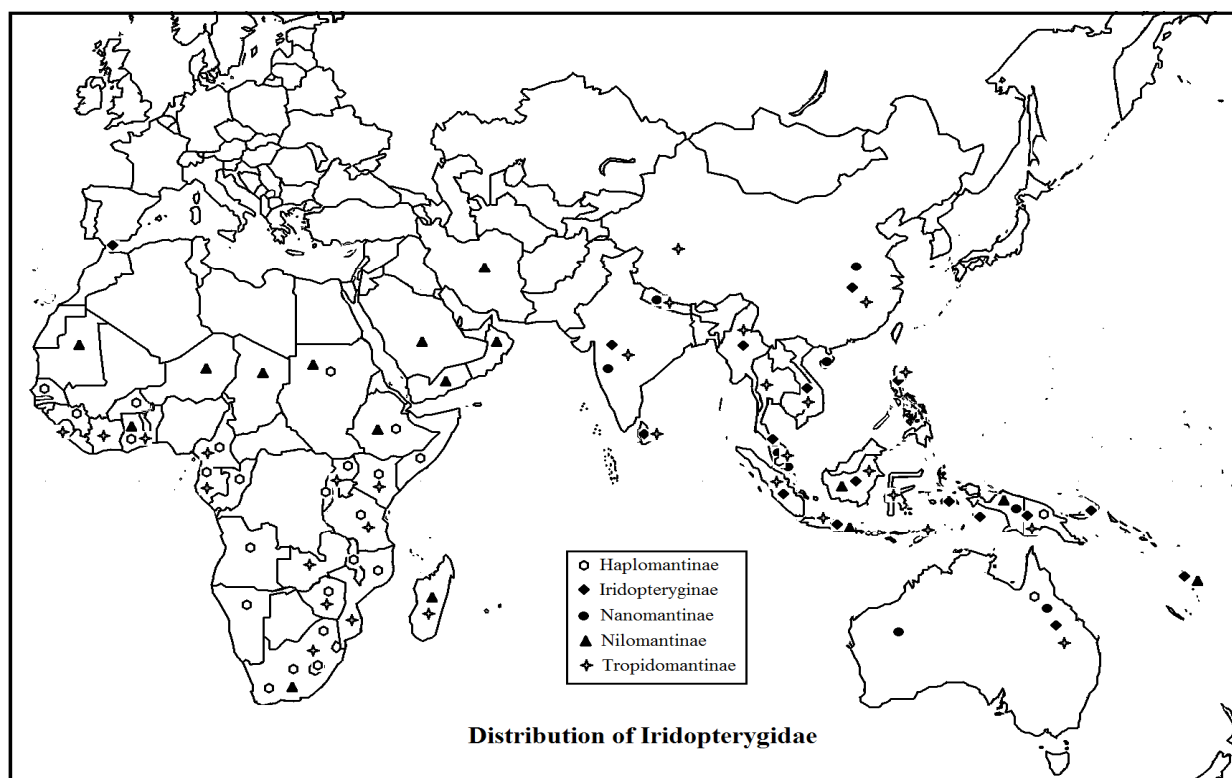 Haplomantinae
Iridopteryginae
Nanomantinae
Nilomantinae
Tropidomantinae
Distribution of Iridopterygidae